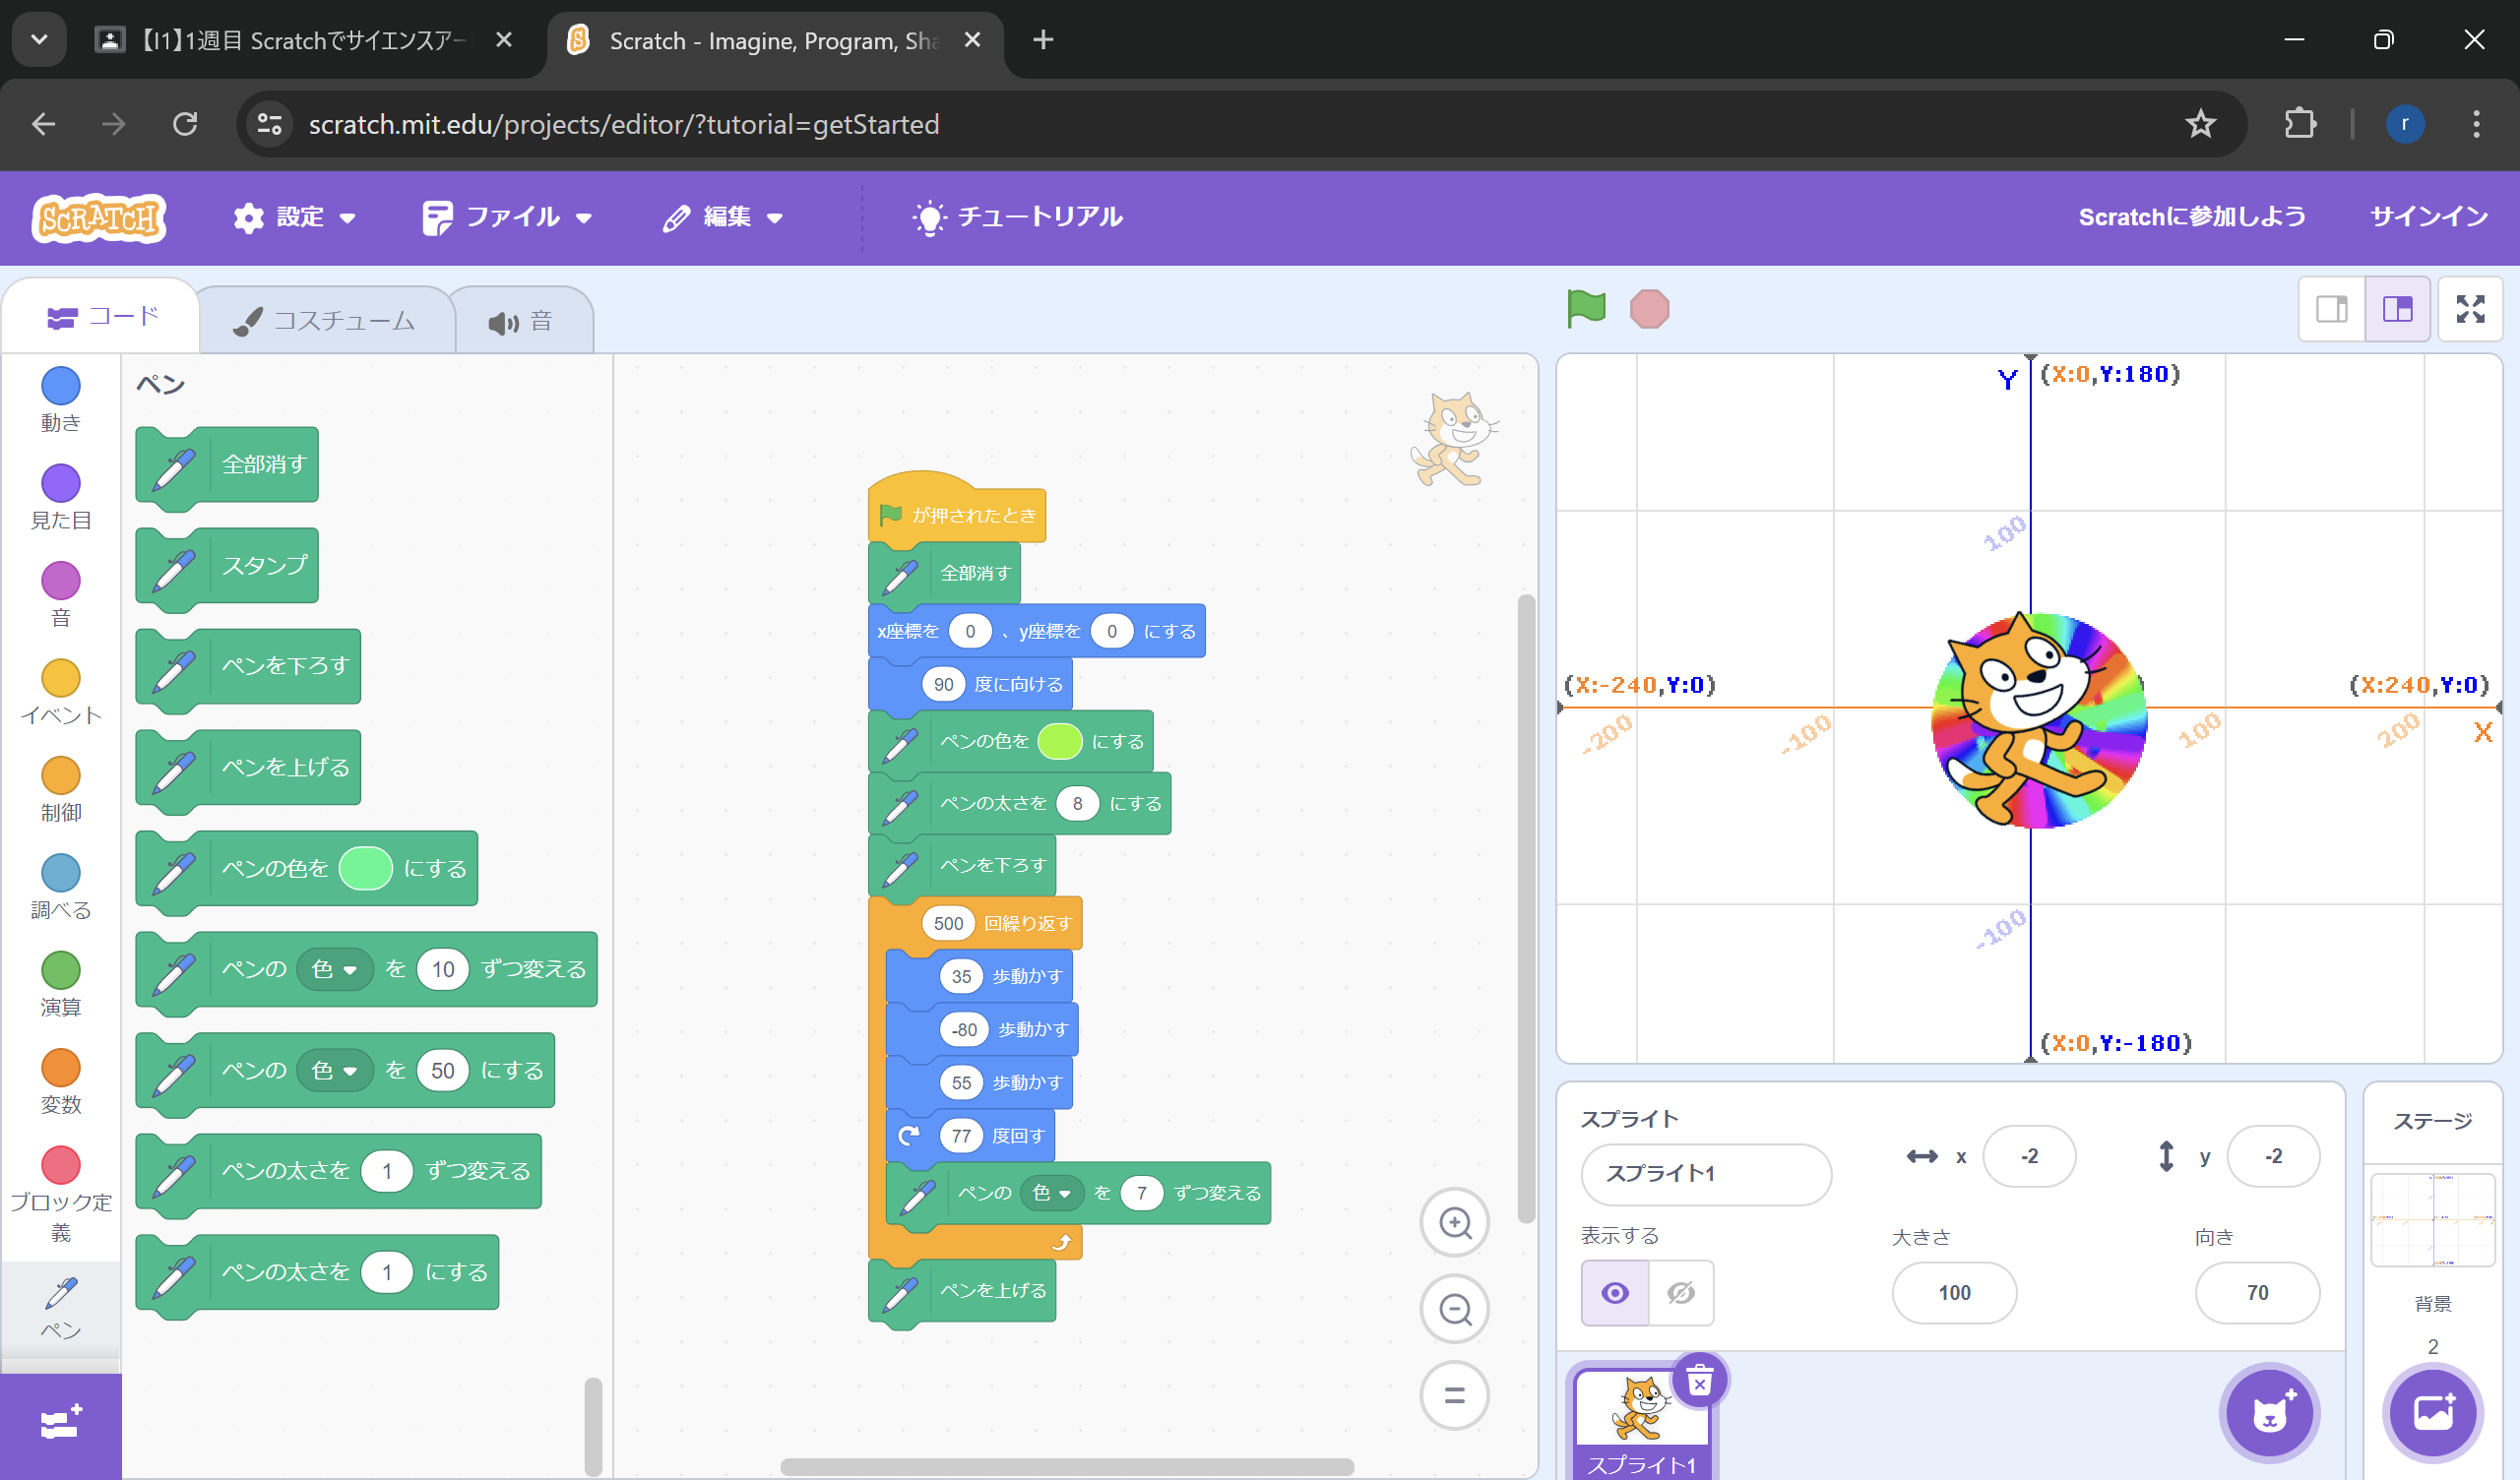 【I1】1週目 Scratchでサイエンスアー
Scratch - Imagine, Program, Sha
scratch.mit.edu/projects/editor/?tutorial=getStarted
r
SCRATCH
設定
ファイル
編集
チュートリアル
Scratchに参加しよう
サインイン
コード
コスチューム
音
動き
見た目
音
イベント
制御
調べる
演算
変数
ブロック定義
ペン
ペン
全部消す
スタンプ
ペンを下ろす
ペンを上げる
ペンの色を にする
ペンの 色 を 10 ずつ変える
ペンの 色 を 50 にする
ペンの太さを 1 ずつ変える
ペンの太さを 1 にする
が押されたとき
全部消す
x座標を 0 、y座標を 0 にする
90 度に向ける
ペンの色を にする
ペンの太さを 8 にする
ペンを下ろす
500 回繰り返す
35 歩動かす
-80 歩動かす
55 歩動かす
77 度回す
ペンの 色 を 7 ずつ変える
ペンを上げる
Y (X:0,Y:180)
100
(X:-240,Y:0)
(X:240,Y:0)
-200
-100
100
200
X
-100
(X:0,Y:-180)
スプライト
スプライト1
x -2
y -2
表示する
大きさ
100
向き
70
スプライト1
ステージ
背景
2